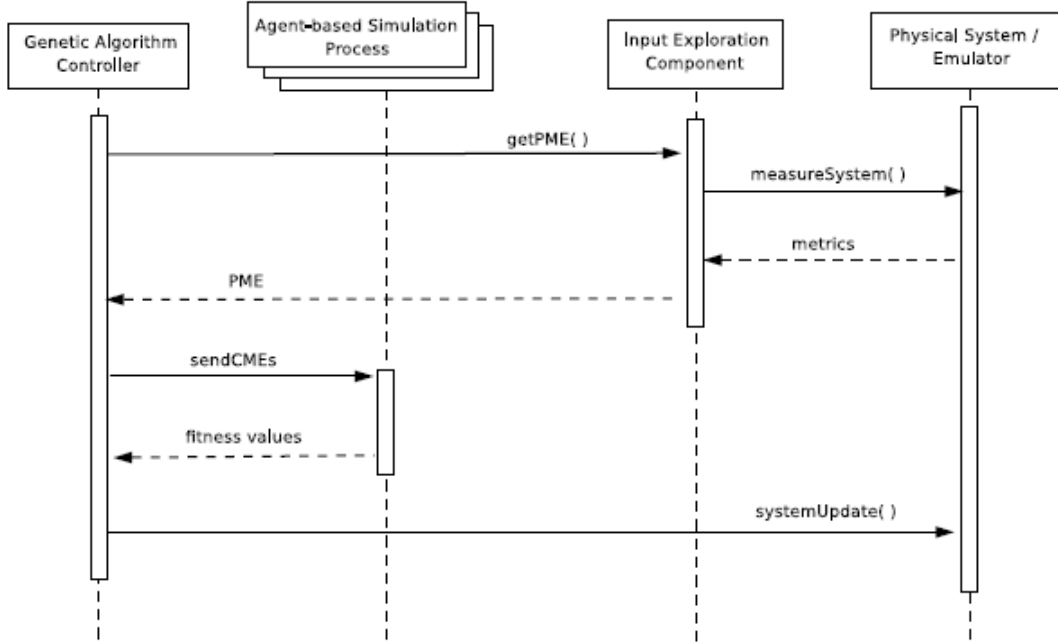 Genetic Algorithm
Controller
Agent-based Simulation
Process
Input Exploration
Component
Physical System /
Emulator
getPME( )
measureSystem( )
metrics
PME
sendCMEs
fitness values
systemUpdate( )